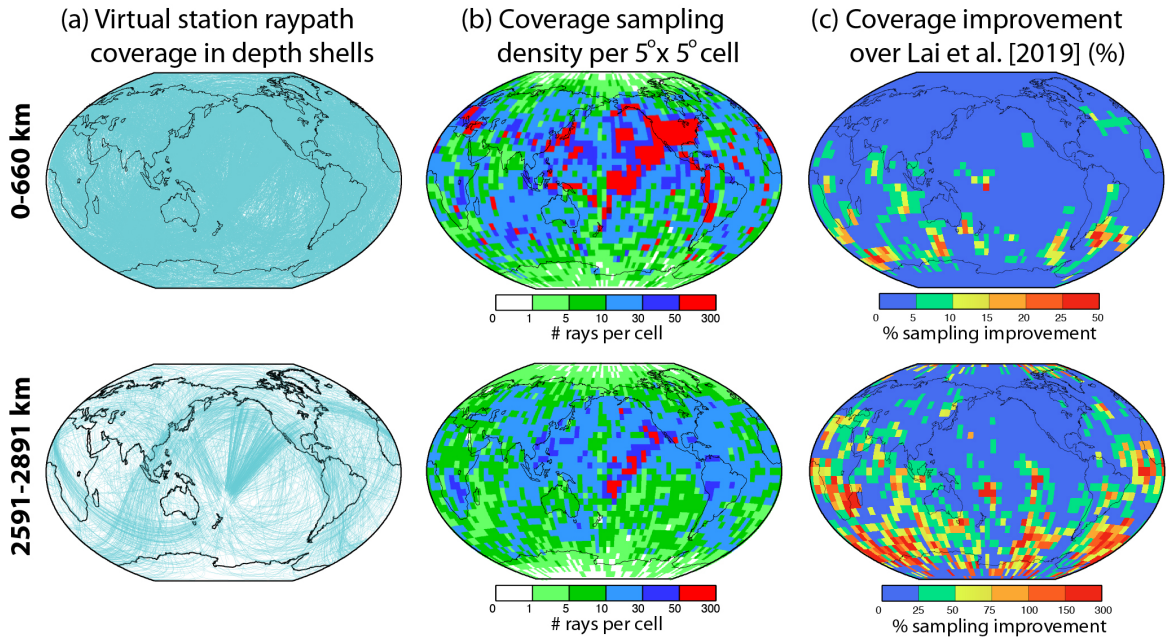 (a) Virtual station raypath
coverage in depth shells
(b) Coverage sampling
density per 5°x 5° cell
(c) Coverage improvement
over Lai et al. [2019] (%)
0-660 km
0 1 5 10 30 50 300
# rays per cell
0 5 10 15 20 25 50
% sampling improvement
2591-2891 km
0 1 5 10 30 50 300
# rays per cell
0 25 50 75 100 150 300
% sampling improvement